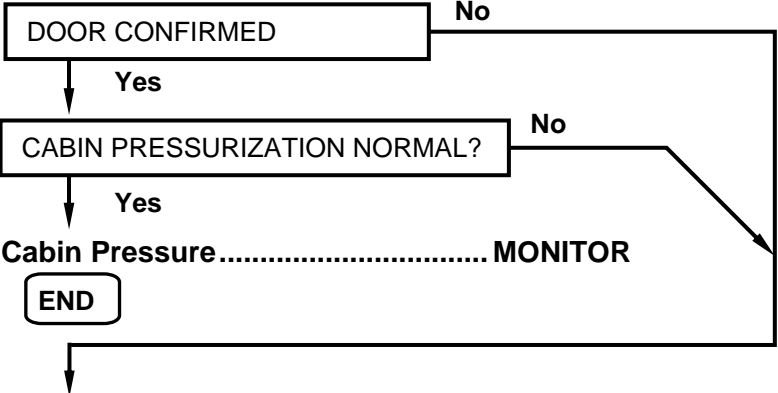 No
DOOR CONFIRMED
Yes
No
CABIN PRESSURIZATION NORMAL?
Yes
Cabin Pressure................................. MONITOR
END